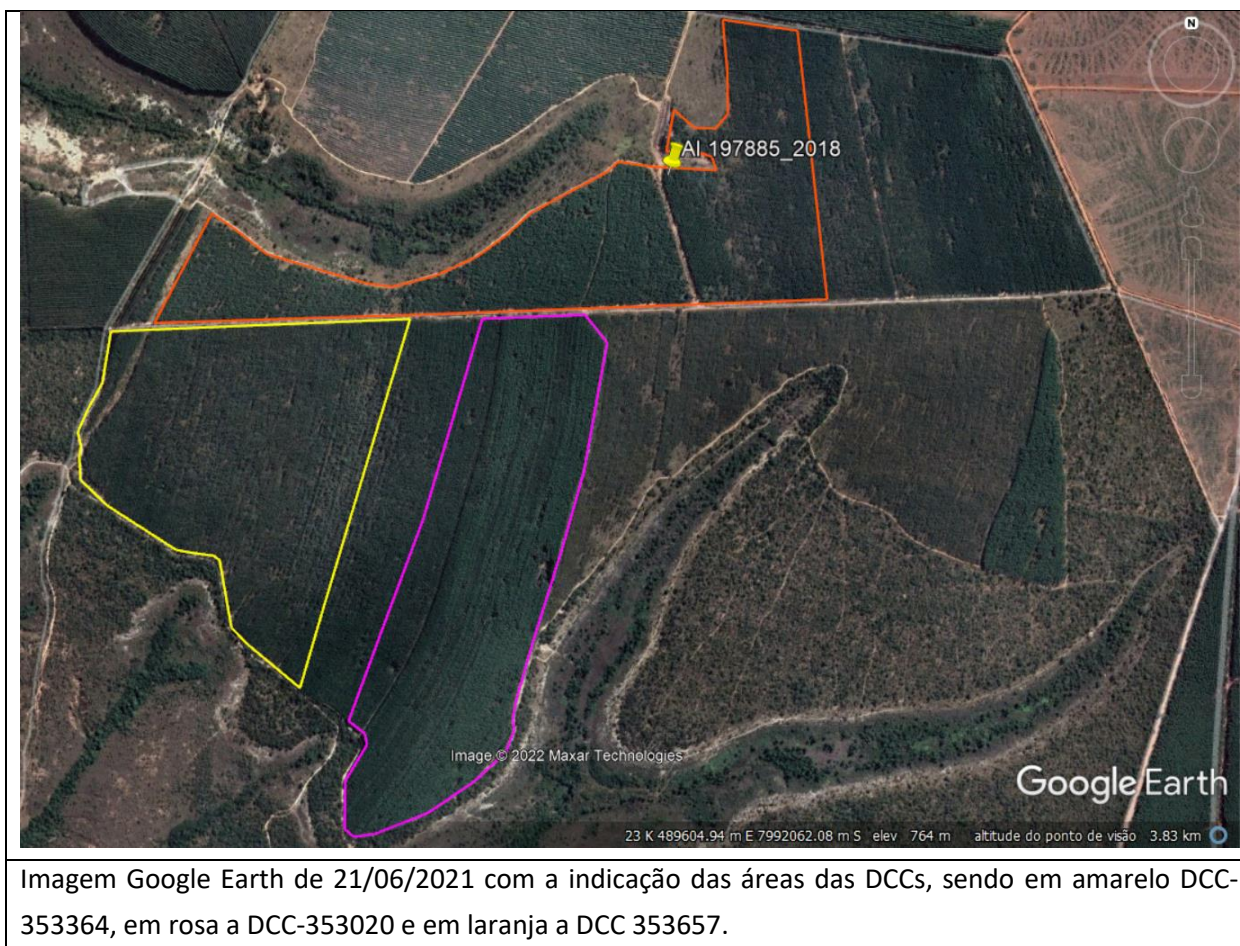 N
AI 197885_2018
Image © 2022 Maxar Technologies
Google Earth
23 K 489604.94 m E 7992062.08 m S elev 764 m altitude do ponto de visão 3.83 km
Imagem Google Earth de 21/06/2021 com a indicação das áreas das DCCs, sendo em amarelo DCC-
353364, em rosa a DCC-353020 e em laranja a DCC 353657.